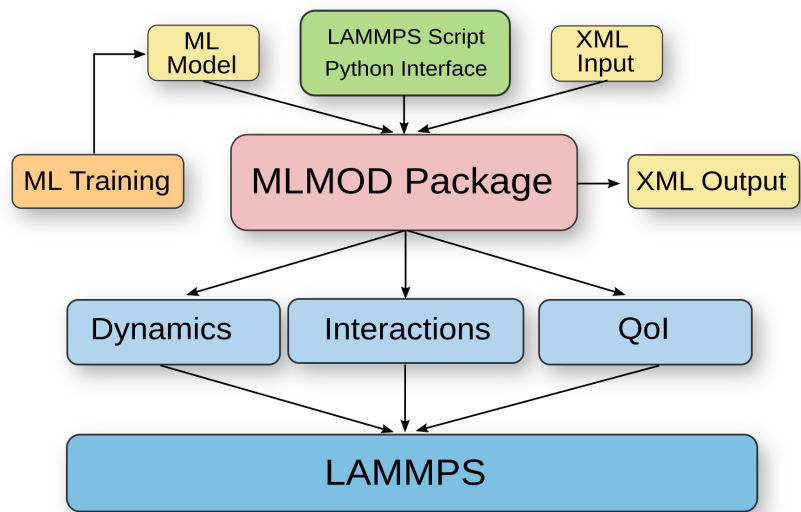 ML
Model
LAMMPS Script
Python Interface
XML
Input
ML Training
MLMOD Package
XML Output
Dynamics
Interactions
QoI
LAMMPS